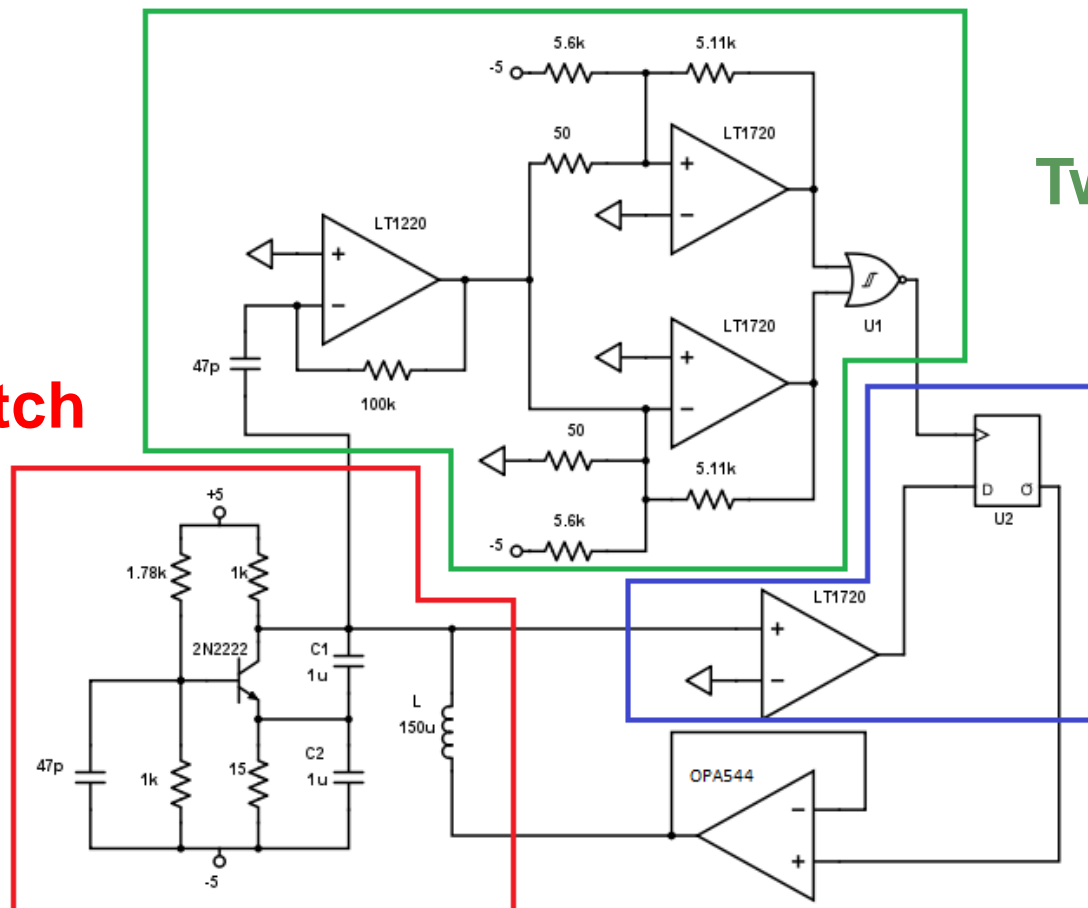 5.6k
5.11k
-5
50
LT1720
+
-
Tw
LT1220
+
-
U1
LT1720
+
-
47p
100k
tch
50
5.11k
D
Q
U2
5.6k
-5
+5
LT1720
1.78k
1k
+
-
2N2222
C1
1u
L
150u
C2
1u
47p
1k
15
OPA544
-
+
-5